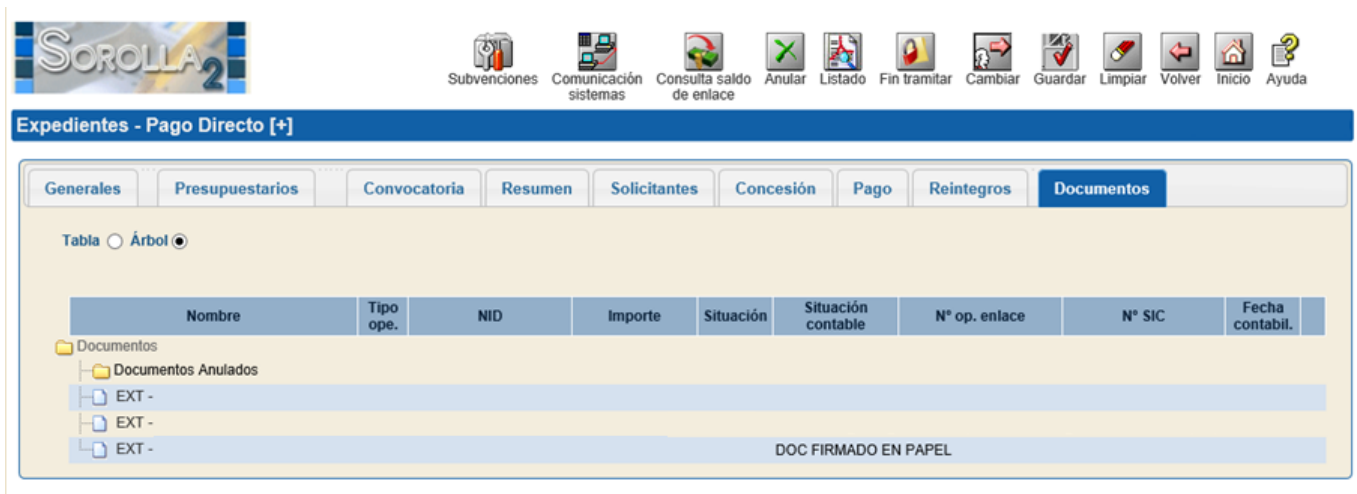 SOROLLA2
Subvenciones Comunicación sistemas Consulta saldo de enlace Anular Listado Fin tramitar Cambiar Guardar Limpiar Volver Inicio Ayuda
Expedientes - Pago Directo [+]
Generales Presupuestarios Convocatoria Resumen Solicitantes Concesión Pago Reintegros Documentos
Tabla Árbol
Nombre Tipo ope. NID Importe Situación Situación contable Nº op. enlace Nº SIC Fecha contabil.
Documentos
Documentos Anulados
EXT -
EXT -
EXT - DOC FIRMADO EN PAPEL